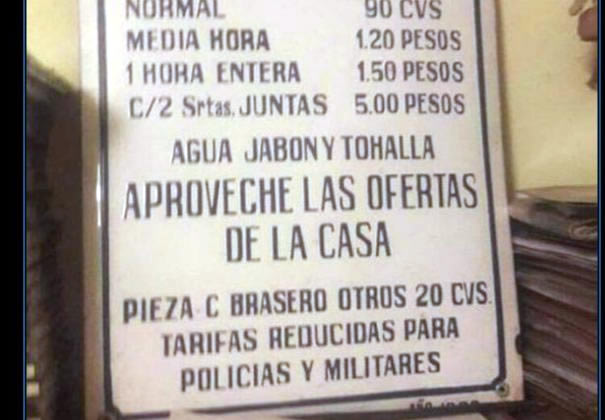 NORMAL 90 CVS
MEDIA HORA 1.20 PESOS
1 HORA ENTERA 1.50 PESOS
C/2 Srtas. JUNTAS 5.00 PESOS
AGUA JABON Y TOHALLA
APROVECHE LAS OFERTAS
DE LA CASA
PIEZA C BRASERO OTROS 20 CVS.
TARIFAS REDUCIDAS PARA
POLICIAS Y MILITARES
AÑO